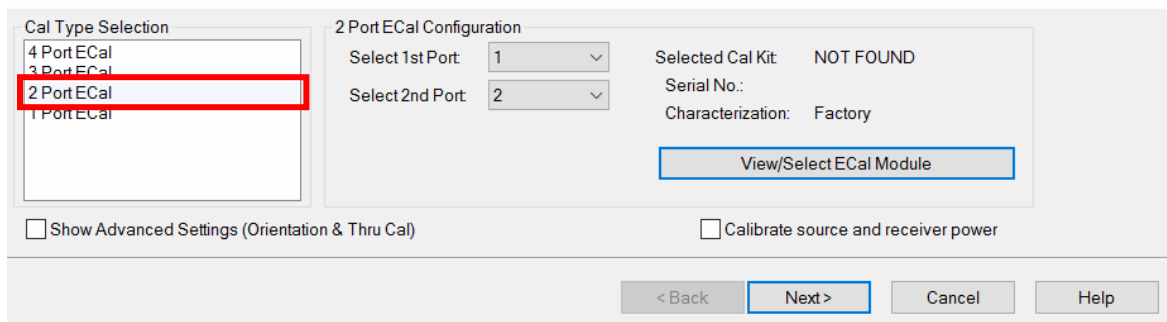 Cal Type Selection
4 Port ECal
3 Port ECal
2 Port ECal
1 Port ECal
2 Port ECal Configuration
Select 1st Port: 1
Select 2nd Port: 2
Selected Cal Kit: NOT FOUND
Serial No.:
Characterization: Factory
View/Select ECal Module
Show Advanced Settings (Orientation & Thru Cal)
Calibrate source and receiver power
< Back
Next >
Cancel
Help